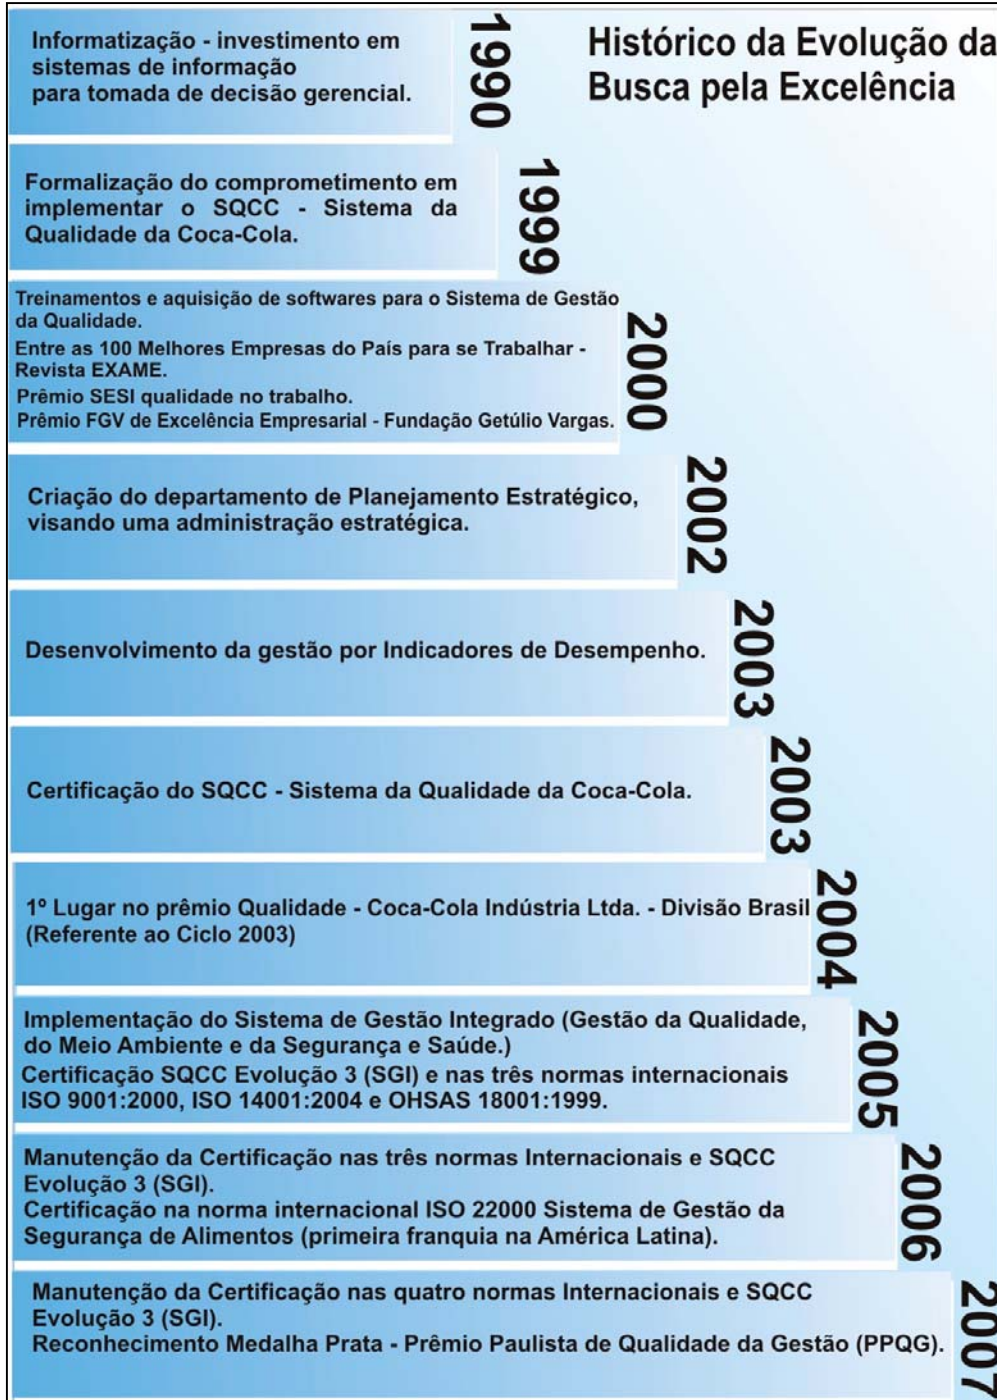 Histórico da Evolução da
Busca pela Excelência
Informatização - investimento em
sistemas de informação
para tomada de decisão gerencial.
1990
Formalização do comprometimento em
implementar o SQCC - Sistema da
Qualidade da Coca-Cola.
1999
Treinamentos e aquisição de softwares para o Sistema de Gestão
da Qualidade.
Entre as 100 Melhores Empresas do País para se Trabalhar -
Revista EXAME.
Prêmio SESI qualidade no trabalho.
Prêmio FGV de Excelência Empresarial - Fundação Getúlio Vargas.
2000
Criação do departamento de Planejamento Estratégico,
visando uma administração estratégica.
2002
Desenvolvimento da gestão por Indicadores de Desempenho.
2003
Certificação do SQCC - Sistema da Qualidade da Coca-Cola.
2003
1º Lugar no prêmio Qualidade - Coca-Cola Indústria Ltda. - Divisão Brasil
(Referente ao Ciclo 2003)
2004
Implementação do Sistema de Gestão Integrado (Gestão da Qualidade,
do Meio Ambiente e da Segurança e Saúde.)
Certificação SQCC Evolução 3 (SGI) e nas três normas internacionais
ISO 9001:2000, ISO 14001:2004 e OHSAS 18001:1999.
2005
Manutenção da Certificação nas três normas Internacionais e SQCC
Evolução 3 (SGI).
Certificação na norma internacional ISO 22000 Sistema de Gestão da
Segurança de Alimentos (primeira franquia na América Latina).
2006
Manutenção da Certificação nas quatro normas Internacionais e SQCC
Evolução 3 (SGI).
Reconhecimento Medalha Prata - Prêmio Paulista de Qualidade da Gestão (PPQG).
2007